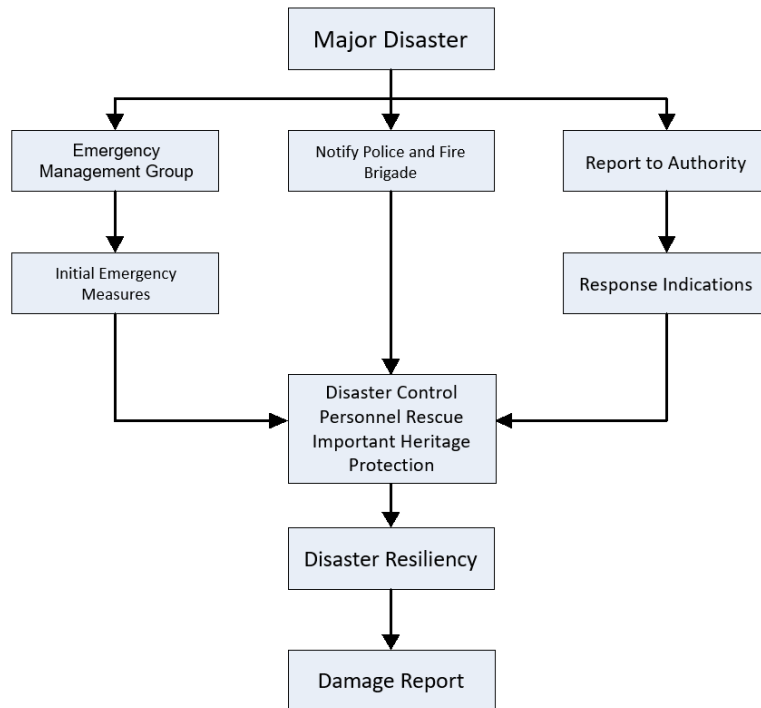 Major Disaster
Emergency
Management Group
Notify Police and Fire
Brigade
Report to Authority
Initial Emergency
Measures
Response Indications
Disaster Control
Personnel Rescue
Important Heritage
Protection
Disaster Resiliency
Damage Report